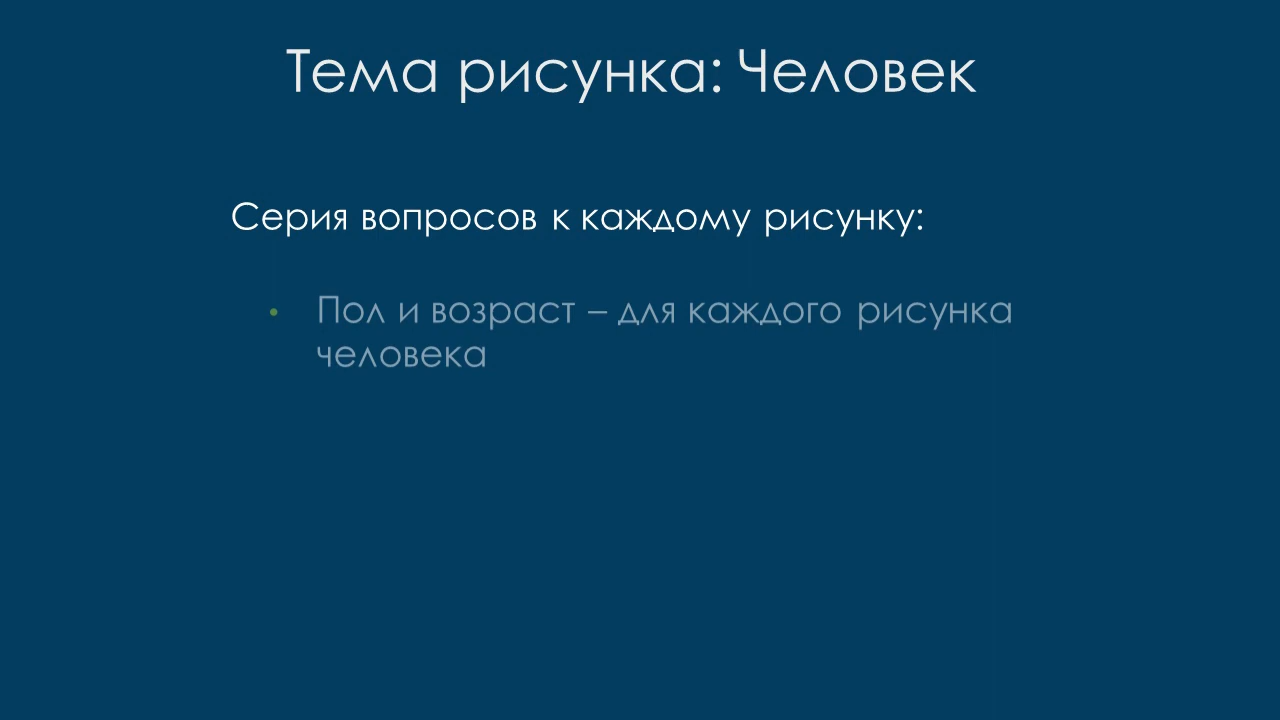 Тема рисунка: Человек
Серия вопросов к каждому рисунку:
• Пол и возраст – для каждого рисунка
человека